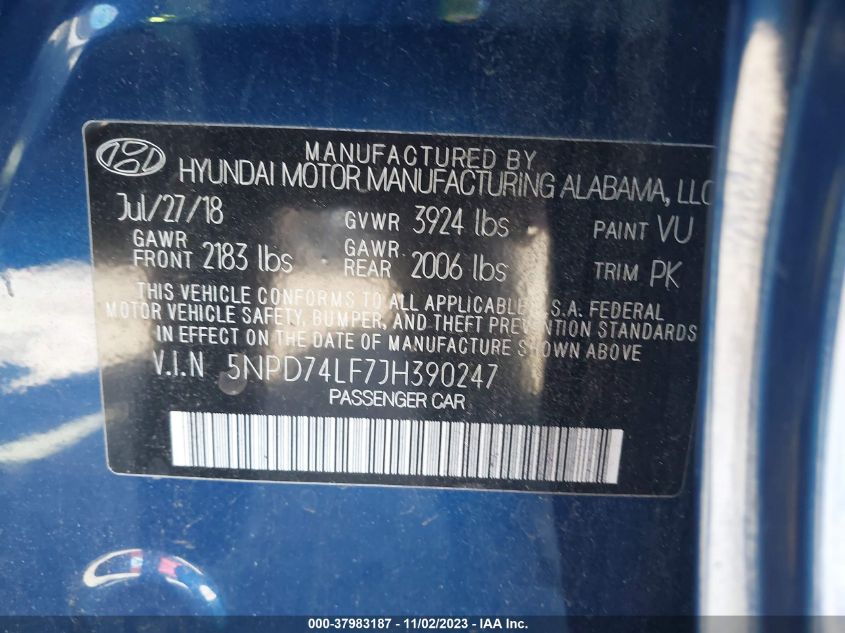 MANUFACTURED BY
HYUNDAI MOTOR MANUFACTURING ALABAMA, LLC
Jul/27/18 GVWR 3924 lbs PAINT VU
GAWR FRONT 2183 lbs GAWR REAR 2006 lbs TRIM PK
THIS VEHICLE CONFORMS TO ALL APPLICABLE U.S.A. FEDERAL
MOTOR VEHICLE SAFETY, BUMPER, AND THEFT PREVENTION STANDARDS
IN EFFECT ON THE DATE OF MANUFACTURE SHOWN ABOVE
V.I.N 5NPD74LF7JH390247
PASSENGER CAR
000-37983187 - 11/02/2023 - IAA Inc.